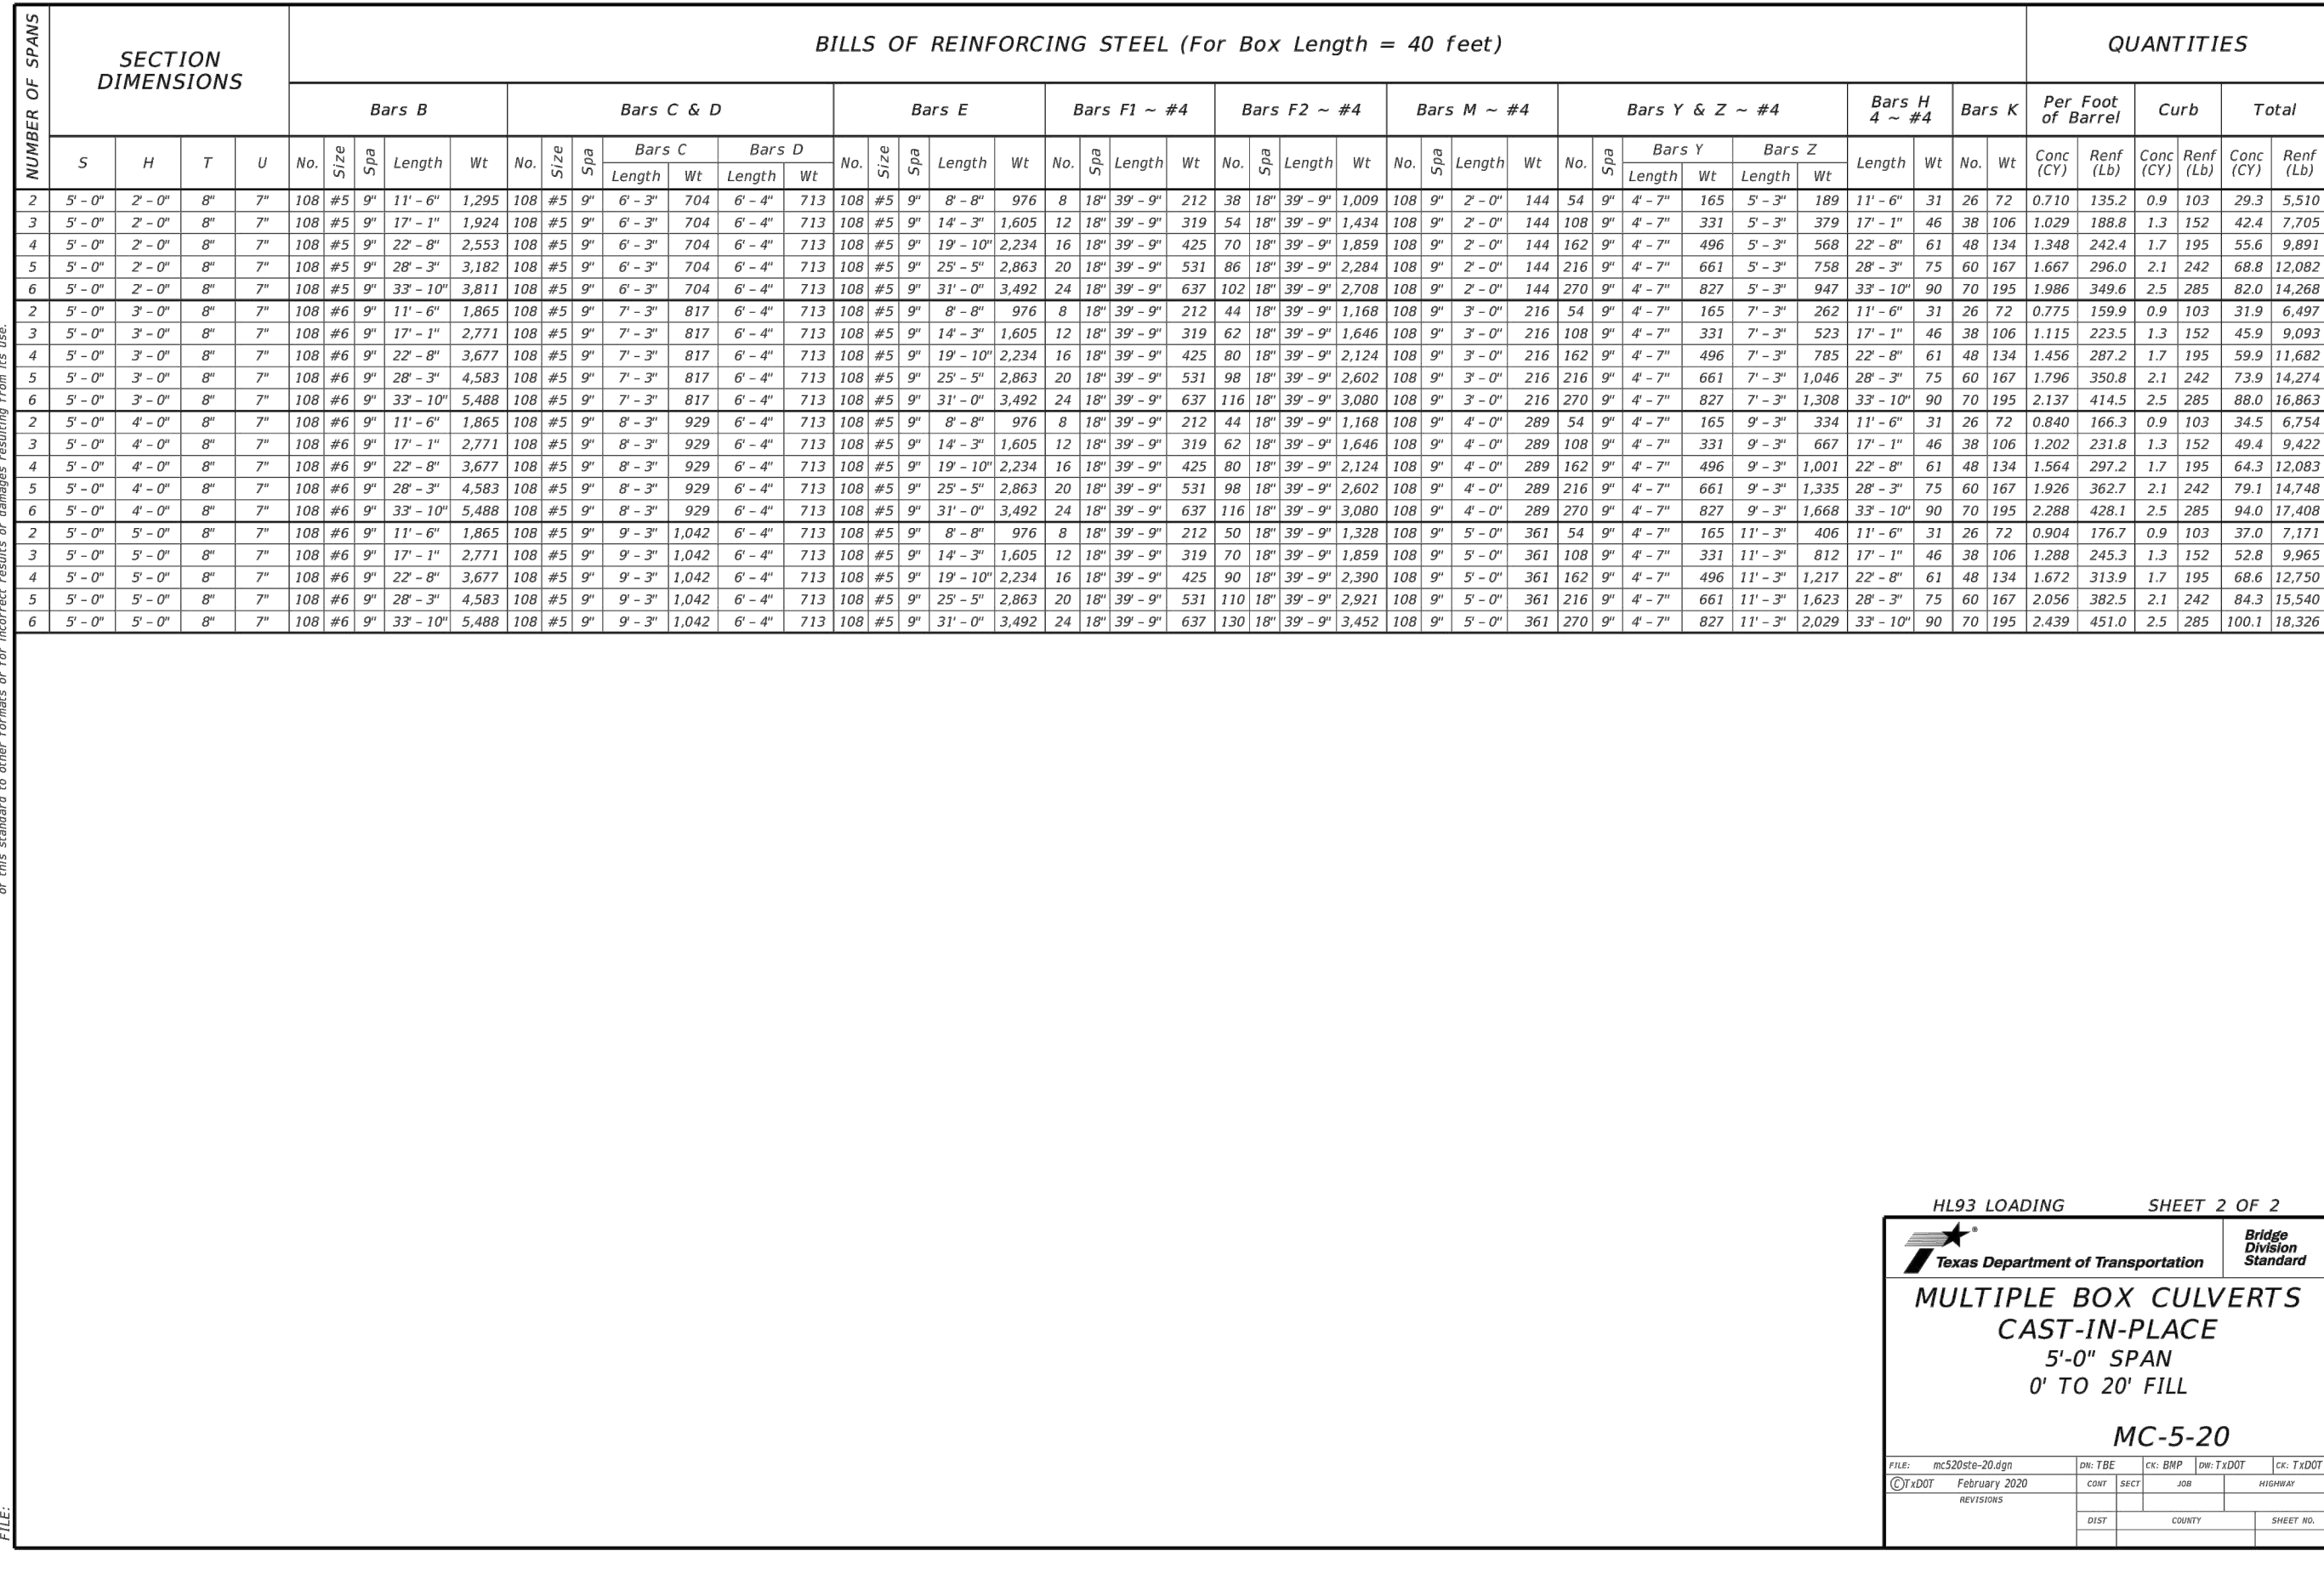 NUMBER OF SPANS
SECTION DIMENSIONS
BILLS OF REINFORCING STEEL (For Box Length = 40 feet)
QUANTITIES
Bars B Bars C & D Bars E Bars F1 ~ #4 Bars F2 ~ #4 Bars M ~ #4 Bars Y & Z ~ #4 Bars H 4 ~ #4 Bars K Per Foot of Barrel Curb Total
S H T U No. Size Spa Length Wt No. Size Spa Bars C Length Wt Bars D Length Wt No. Size Spa Length Wt No. Spa Length Wt No. Spa Length Wt No. Spa Length Wt No. Spa Bars Y Length Wt Bars Z Length Wt Length Wt No. Wt Conc (CY) Renf (Lb) Conc (CY) Renf (Lb) Conc (CY) Renf (Lb)
2 5' – 0" 2' – 0" 8" 7" 108 #5 9" 11' – 6" 1,295 108 #5 9" 6' – 3" 704 6' – 4" 713 108 #5 9" 8' – 8" 976 8 18" 39' – 9" 212 38 18" 39' – 9" 1,009 108 9" 2' – 0" 144 54 9" 4' – 7" 165 5' – 3" 189 11' – 6" 31 26 72 0.710 135.2 0.9 103 29.3 5,510
3 5' – 0" 2' – 0" 8" 7" 108 #5 9" 17' – 1" 1,924 108 #5 9" 6' – 3" 704 6' – 4" 713 108 #5 9" 14' – 3" 1,605 12 18" 39' – 9" 319 54 18" 39' – 9" 1,434 108 9" 2' – 0" 144 108 9" 4' – 7" 331 5' – 3" 379 17' – 1" 46 38 106 1.029 188.8 1.3 152 42.4 7,705
4 5' – 0" 2' – 0" 8" 7" 108 #5 9" 22' – 8" 2,553 108 #5 9" 6' – 3" 704 6' – 4" 713 108 #5 9" 19' – 10" 2,234 16 18" 39' – 9" 425 70 18" 39' – 9" 1,859 108 9" 2' – 0" 144 162 9" 4' – 7" 496 5' – 3" 568 22' – 8" 61 48 134 1.348 242.4 1.7 195 55.6 9,891
5 5' – 0" 2' – 0" 8" 7" 108 #5 9" 28' – 3" 3,182 108 #5 9" 6' – 3" 704 6' – 4" 713 108 #5 9" 25' – 5" 2,863 20 18" 39' – 9" 531 86 18" 39' – 9" 2,284 108 9" 2' – 0" 144 216 9" 4' – 7" 661 5' – 3" 758 28' – 3" 75 60 167 1.667 296.0 2.1 242 68.8 12,082
6 5' – 0" 2' – 0" 8" 7" 108 #5 9" 33' – 10" 3,811 108 #5 9" 6' – 3" 704 6' – 4" 713 108 #5 9" 31' – 0" 3,492 24 18" 39' – 9" 637 102 18" 39' – 9" 2,708 108 9" 2' – 0" 144 270 9" 4' – 7" 827 5' – 3" 947 33' – 10" 90 70 195 1.986 349.6 2.5 285 82.0 14,268
2 5' – 0" 3' – 0" 8" 7" 108 #6 9" 11' – 6" 1,865 108 #5 9" 7' – 3" 817 6' – 4" 713 108 #5 9" 8' – 8" 976 8 18" 39' – 9" 212 44 18" 39' – 9" 1,168 108 9" 3' – 0" 216 54 9" 4' – 7" 165 7' – 3" 262 11' – 6" 31 26 72 0.775 159.9 0.9 103 31.9 6,497
3 5' – 0" 3' – 0" 8" 7" 108 #6 9" 17' – 1" 2,771 108 #5 9" 7' – 3" 817 6' – 4" 713 108 #5 9" 14' – 3" 1,605 12 18" 39' – 9" 319 62 18" 39' – 9" 1,646 108 9" 3' – 0" 216 108 9" 4' – 7" 331 7' – 3" 523 17' – 1" 46 38 106 1.115 223.5 1.3 152 45.9 9,093
4 5' – 0" 3' – 0" 8" 7" 108 #6 9" 22' – 8" 3,677 108 #5 9" 7' – 3" 817 6' – 4" 713 108 #5 9" 19' – 10" 2,234 16 18" 39' – 9" 425 80 18" 39' – 9" 2,124 108 9" 3' – 0" 216 162 9" 4' – 7" 496 7' – 3" 785 22' – 8" 61 48 134 1.456 287.2 1.7 195 59.9 11,682
5 5' – 0" 3' – 0" 8" 7" 108 #6 9" 28' – 3" 4,583 108 #5 9" 7' – 3" 817 6' – 4" 713 108 #5 9" 25' – 5" 2,863 20 18" 39' – 9" 531 98 18" 39' – 9" 2,602 108 9" 3' – 0" 216 216 9" 4' – 7" 661 7' – 3" 1,046 28' – 3" 75 60 167 1.796 350.8 2.1 242 73.9 14,274
6 5' – 0" 3' – 0" 8" 7" 108 #6 9" 33' – 10" 5,488 108 #5 9" 7' – 3" 817 6' – 4" 713 108 #5 9" 31' – 0" 3,492 24 18" 39' – 9" 637 116 18" 39' – 9" 3,080 108 9" 3' – 0" 216 270 9" 4' – 7" 827 7' – 3" 1,308 33' – 10" 90 70 195 2.137 414.5 2.5 285 88.0 16,863
2 5' – 0" 4' – 0" 8" 7" 108 #6 9" 11' – 6" 1,865 108 #5 9" 8' – 3" 929 6' – 4" 713 108 #5 9" 8' – 8" 976 8 18" 39' – 9" 212 44 18" 39' – 9" 1,168 108 9" 4' – 0" 289 54 9" 4' – 7" 165 9' – 3" 334 11' – 6" 31 26 72 0.840 166.3 0.9 103 34.5 6,754
3 5' – 0" 4' – 0" 8" 7" 108 #6 9" 17' – 1" 2,771 108 #5 9" 8' – 3" 929 6' – 4" 713 108 #5 9" 14' – 3" 1,605 12 18" 39' – 9" 319 62 18" 39' – 9" 1,646 108 9" 4' – 0" 289 108 9" 4' – 7" 331 9' – 3" 667 17' – 1" 46 38 106 1.202 231.8 1.3 152 49.4 9,422
4 5' – 0" 4' – 0" 8" 7" 108 #6 9" 22' – 8" 3,677 108 #5 9" 8' – 3" 929 6' – 4" 713 108 #5 9" 19' – 10" 2,234 16 18" 39' – 9" 425 80 18" 39' – 9" 2,124 108 9" 4' – 0" 289 162 9" 4' – 7" 496 9' – 3" 1,001 22' – 8" 61 48 134 1.564 297.2 1.7 195 64.3 12,083
5 5' – 0" 4' – 0" 8" 7" 108 #6 9" 28' – 3" 4,583 108 #5 9" 8' – 3" 929 6' – 4" 713 108 #5 9" 25' – 5" 2,863 20 18" 39' – 9" 531 98 18" 39' – 9" 2,602 108 9" 4' – 0" 289 216 9" 4' – 7" 661 9' – 3" 1,335 28' – 3" 75 60 167 1.926 362.7 2.1 242 79.1 14,748
6 5' – 0" 4' – 0" 8" 7" 108 #6 9" 33' – 10" 5,488 108 #5 9" 8' – 3" 929 6' – 4" 713 108 #5 9" 31' – 0" 3,492 24 18" 39' – 9" 637 116 18" 39' – 9" 3,080 108 9" 4' – 0" 289 270 9" 4' – 7" 827 9' – 3" 1,668 33' – 10" 90 70 195 2.288 428.1 2.5 285 94.0 17,408
2 5' – 0" 5' – 0" 8" 7" 108 #6 9" 11' – 6" 1,865 108 #5 9" 9' – 3" 1,042 6' – 4" 713 108 #5 9" 8' – 8" 976 8 18" 39' – 9" 212 50 18" 39' – 9" 1,328 108 9" 5' – 0" 361 54 9" 4' – 7" 165 11' – 3" 406 11' – 6" 31 26 72 0.904 176.7 0.9 103 37.0 7,171
3 5' – 0" 5' – 0" 8" 7" 108 #6 9" 17' – 1" 2,771 108 #5 9" 9' – 3" 1,042 6' – 4" 713 108 #5 9" 14' – 3" 1,605 12 18" 39' – 9" 319 70 18" 39' – 9" 1,859 108 9" 5' – 0" 361 108 9" 4' – 7" 331 11' – 3" 812 17' – 1" 46 38 106 1.288 245.3 1.3 152 52.8 9,965
4 5' – 0" 5' – 0" 8" 7" 108 #6 9" 22' – 8" 3,677 108 #5 9" 9' – 3" 1,042 6' – 4" 713 108 #5 9" 19' – 10" 2,234 16 18" 39' – 9" 425 90 18" 39' – 9" 2,390 108 9" 5' – 0" 361 162 9" 4' – 7" 496 11' – 3" 1,217 22' – 8" 61 48 134 1.672 313.9 1.7 195 68.6 12,750
5 5' – 0" 5' – 0" 8" 7" 108 #6 9" 28' – 3" 4,583 108 #5 9" 9' – 3" 1,042 6' – 4" 713 108 #5 9" 25' – 5" 2,863 20 18" 39' – 9" 531 110 18" 39' – 9" 2,921 108 9" 5' – 0" 361 216 9" 4' – 7" 661 11' – 3" 1,623 28' – 3" 75 60 167 2.056 382.5 2.1 242 84.3 15,540
6 5' – 0" 5' – 0" 8" 7" 108 #6 9" 33' – 10" 5,488 108 #5 9" 9' – 3" 1,042 6' – 4" 713 108 #5 9" 31' – 0" 3,492 24 18" 39' – 9" 637 130 18" 39' – 9" 3,452 108 9" 5' – 0" 361 270 9" 4' – 7" 827 11' – 3" 2,029 33' – 10" 90 70 195 2.439 451.0 2.5 285 100.1 18,326
of this standard to other formats or for incorrect results or damages resulting from its use.
FILE:
HL93 LOADING SHEET 2 OF 2
Texas Department of Transportation
Bridge
Division
Standard
MULTIPLE BOX CULVERTS
CAST-IN-PLACE
5'-0" SPAN
0' TO 20' FILL
MC-5-20
FILE: mc520ste-20.dgn DN: TBE CK: BMP DW: TxDOT CK: TxDOT
©TxDOT February 2020 CONT SECT JOB HIGHWAY
REVISIONS
DIST COUNTY SHEET NO.